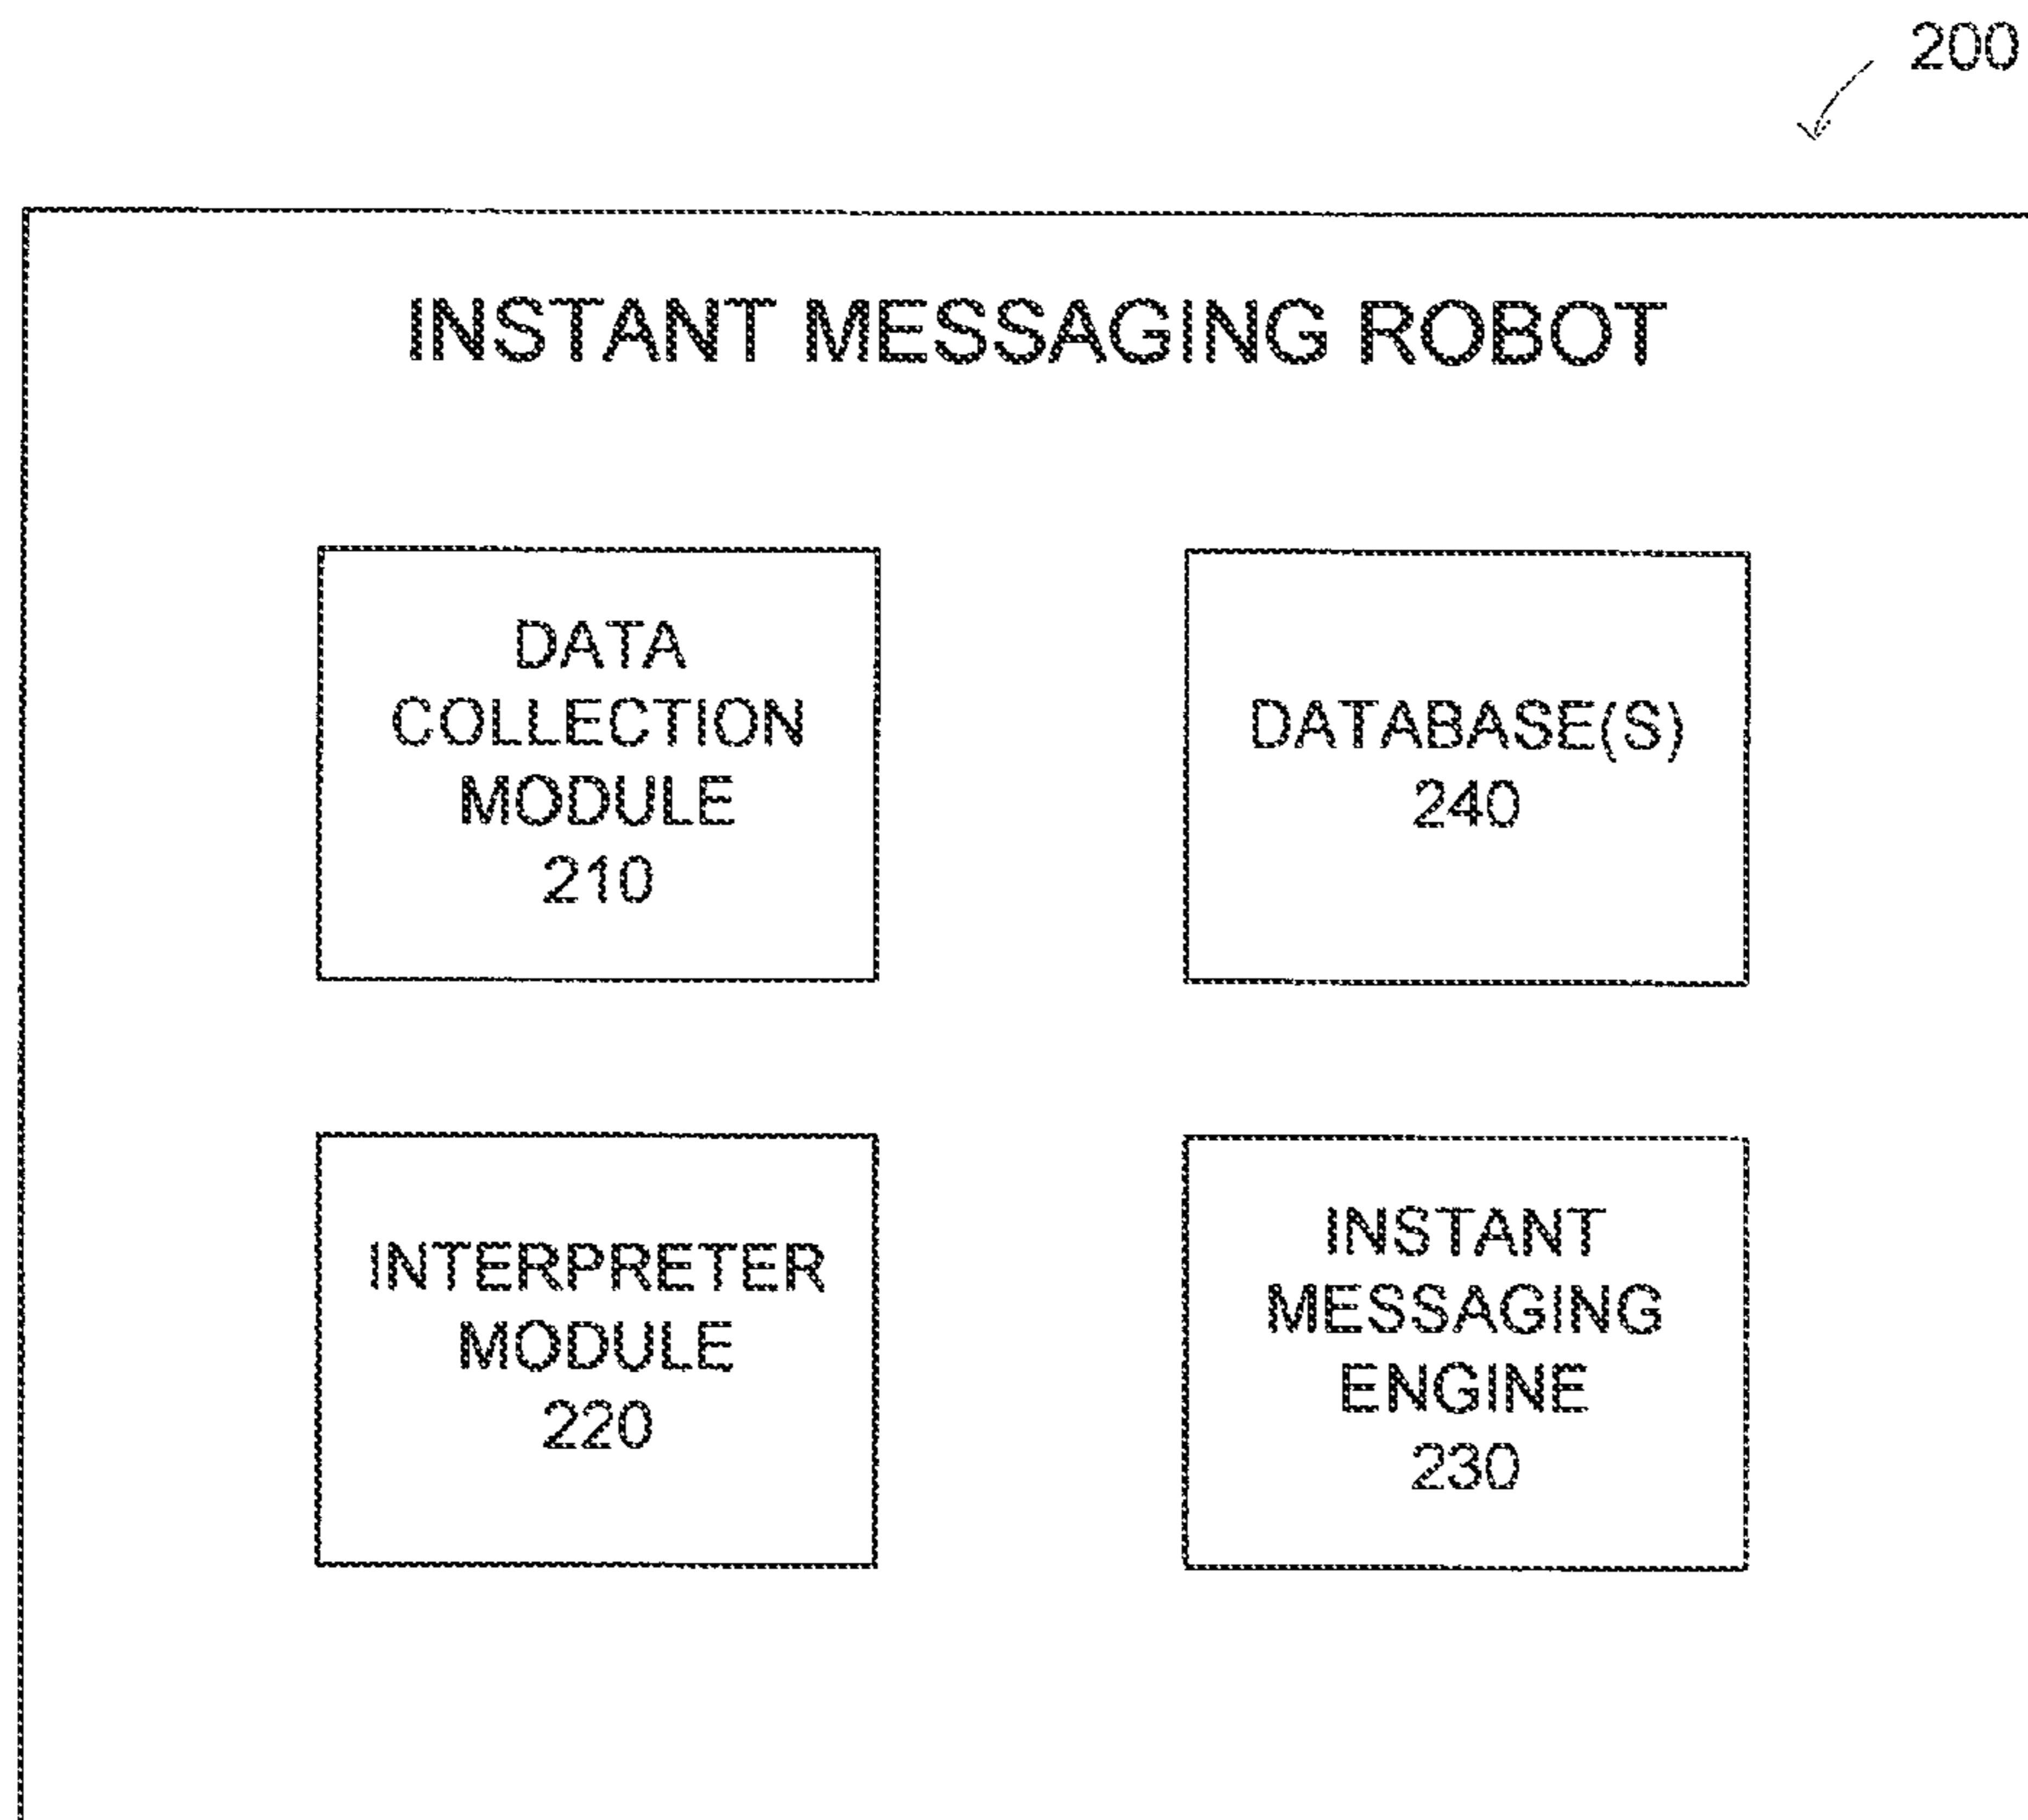 200
INSTANT MESSAGING ROBOT
DATA
COLLECTION
MODULE
210
DATABASE(S)
240
INTERPRETER
MODULE
220
INSTANT
MESSAGING
ENGINE
230